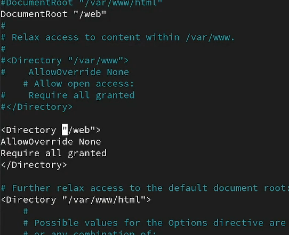 #DocumentRoot "/var/www/html"
DocumentRoot "/web"
#
# Relax access to content within /var/www.
#
#<Directory "/var/www">
#    AllowOverride None
    # Allow open access:
#    Require all granted
#</Directory>
<Directory "/web">
AllowOverride None
Require all granted
</Directory>
# Further relax access to the default document root:
<Directory "/var/www/html">
    #
    # Possible values for the Options directive are
    # or any combination of: